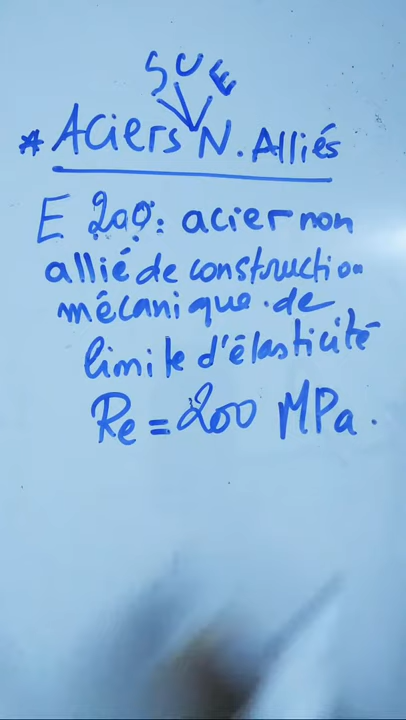 S U E
* Aciers N. Alliés
E 200: acier non
allié de construction
mécanique de
limite d'élasticité
Re = 200 MPa.